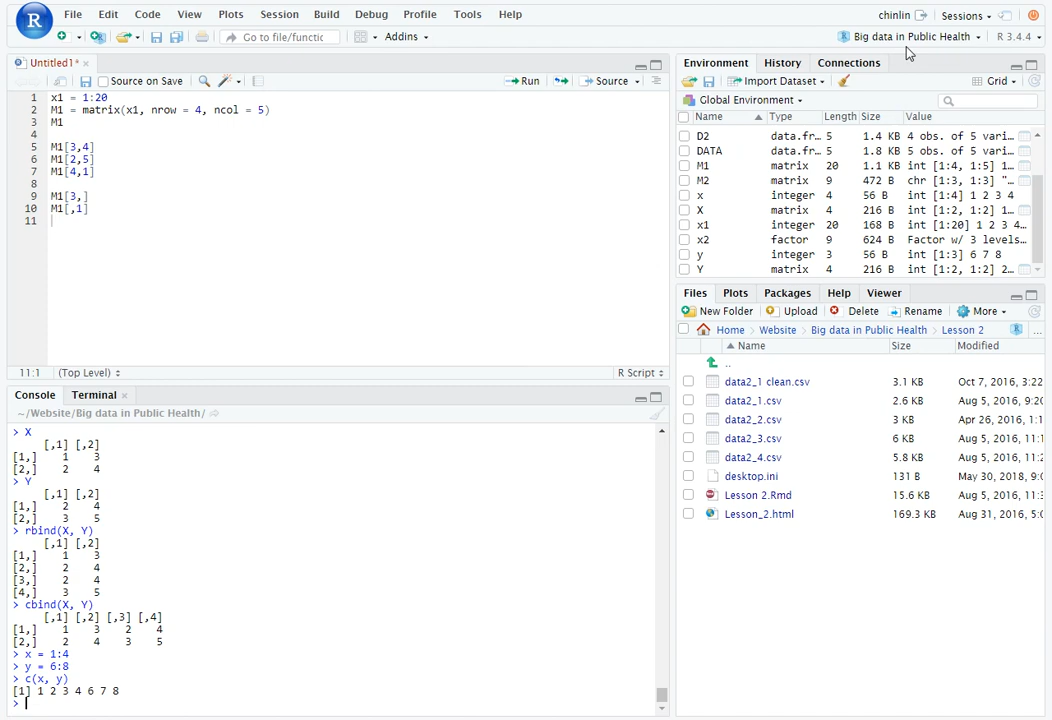 R File Edit Code View Plots Session Build Debug Profile Tools Help chinlin Sessions
Go to file/functic Addins Big data in Public Health R 3.4.4
Untitled1* Environment History Connections
Source on Save Run Source Import Dataset Grid
Global Environment
Name Type Length Size Value
1 x1 = 1:20
2 M1 = matrix(x1, nrow = 4, ncol = 5)
3 M1
4
5 M1[3,4]
6 M1[2,5]
7 M1[4,1]
8
9 M1[3,]
10 M1[,1]
11
11:1 (Top Level) R Script
D2 data.fr… 5 1.4 KB 4 obs. of 5 vari…
DATA data.fr… 5 1.8 KB 5 obs. of 5 vari…
M1 matrix 20 1.1 KB int [1:4, 1:5] 1…
M2 matrix 9 472 B chr [1:3, 1:3] "…
x integer 4 56 B int [1:4] 1 2 3 4
X matrix 4 216 B int [1:2, 1:2] 1…
x1 integer 20 168 B int [1:20] 1 2 3 4…
x2 factor 9 624 B Factor w/ 3 levels…
y integer 3 56 B int [1:3] 6 7 8
Y matrix 4 216 B int [1:2, 1:2] 2…
Files Plots Packages Help Viewer
New Folder Upload Delete Rename More
Home Website Big data in Public Health Lesson 2 ...
Name Size Modified
..
data2_1 clean.csv 3.1 KB Oct 7, 2016, 3:22
data2_1.csv 2.6 KB Aug 5, 2016, 9:20
data2_2.csv 3 KB Apr 26, 2016, 1:1
data2_3.csv 6 KB Aug 5, 2016, 11:1
data2_4.csv 5.8 KB Aug 5, 2016, 11:1
desktop.ini 131 B May 30, 2018, 9:0
Lesson 2.Rmd 15.6 KB Aug 5, 2016, 11:3
Lesson_2.html 169.3 KB Aug 31, 2016, 5:0
Console Terminal
~/Website/Big data in Public Health/
> X
[,1] [,2]
[1,] 1 3
[2,] 2 4
> Y
[,1] [,2]
[1,] 2 4
[2,] 3 5
> rbind(X, Y)
[,1] [,2]
[1,] 1 3
[2,] 2 4
[3,] 2 4
[4,] 3 5
> cbind(X, Y)
[,1] [,2] [,3] [,4]
[1,] 1 3 2 4
[2,] 2 4 3 5
> x = 1:4
> y = 6:8
> c(x, y)
[1] 1 2 3 4 6 7 8
>